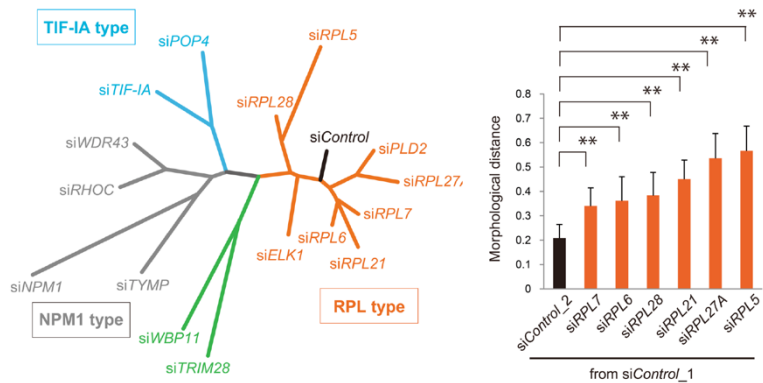 TIF-IA type
siPOP4
siTIF-IA
siWDR43
siRHOC
siNPM1
siTYMP
NPM1 type
siWBP11
siTRIM28
siRPL5
siRPL28
siControl
siPLD2
siRPL27A
siRPL7
siRPL6
siRPL21
siELK1
RPL type
**
**
**
**
**
**
Morphological distance
0.8
0.7
0.6
0.5
0.4
0.3
0.2
0.1
0
siControl_2
siRPL7
siRPL6
siRPL28
siRPL21
siRPL27A
siRPL5
from siControl_1